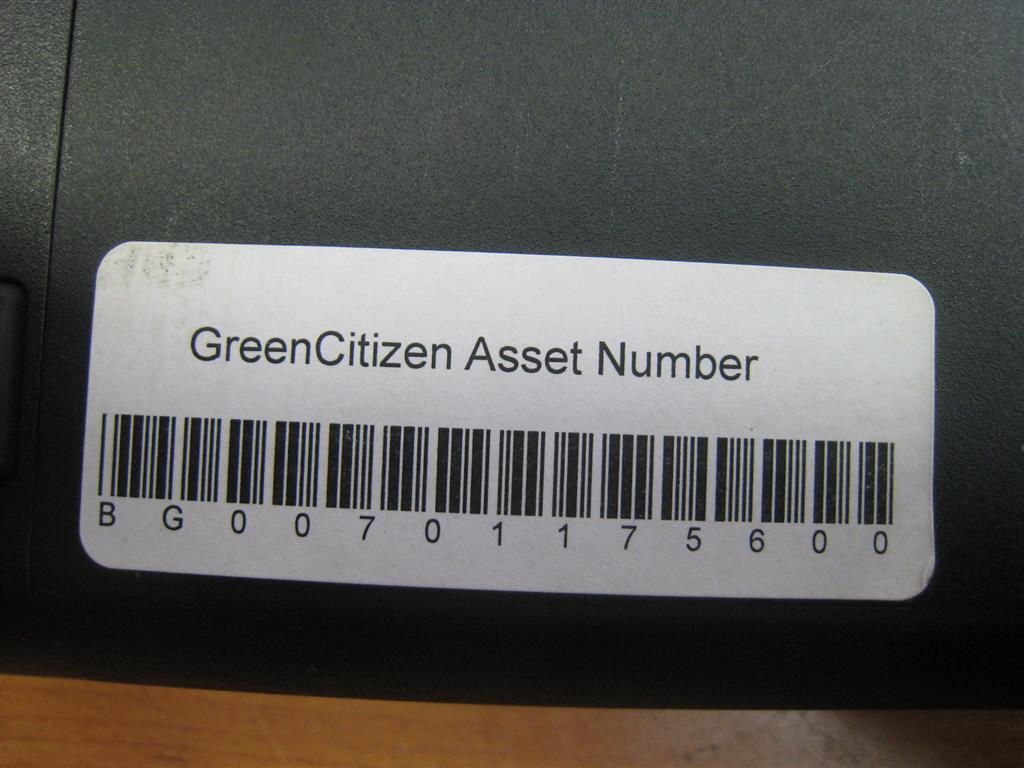 GreenCitizen Asset Number
B G 0 0 7 0 1 1 7 5 6 0 0